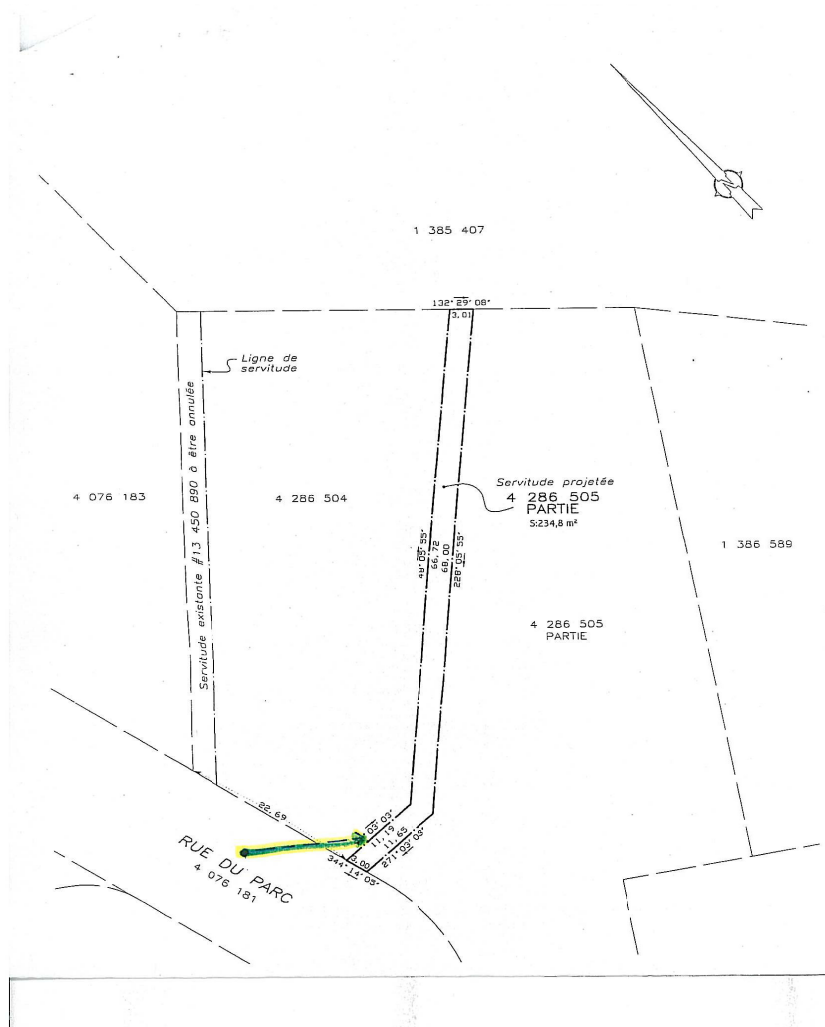 1 385 407
132° 29' 08"
3,01
Ligne de
servitude
Servitude existante #13 450 890 à être annulée
4 076 183
4 286 504
Servitude projetée
4 286 505
PARTIE
S:234,8 m²
1 386 589
48° 05' 55"
66,72
68,00
228° 05' 55"
4 286 505
PARTIE
22,69
03' 03"
11,19
11,65
271° 03' 03"
3,00
344° 14' 05"
RUE DU PARC
4 076 181